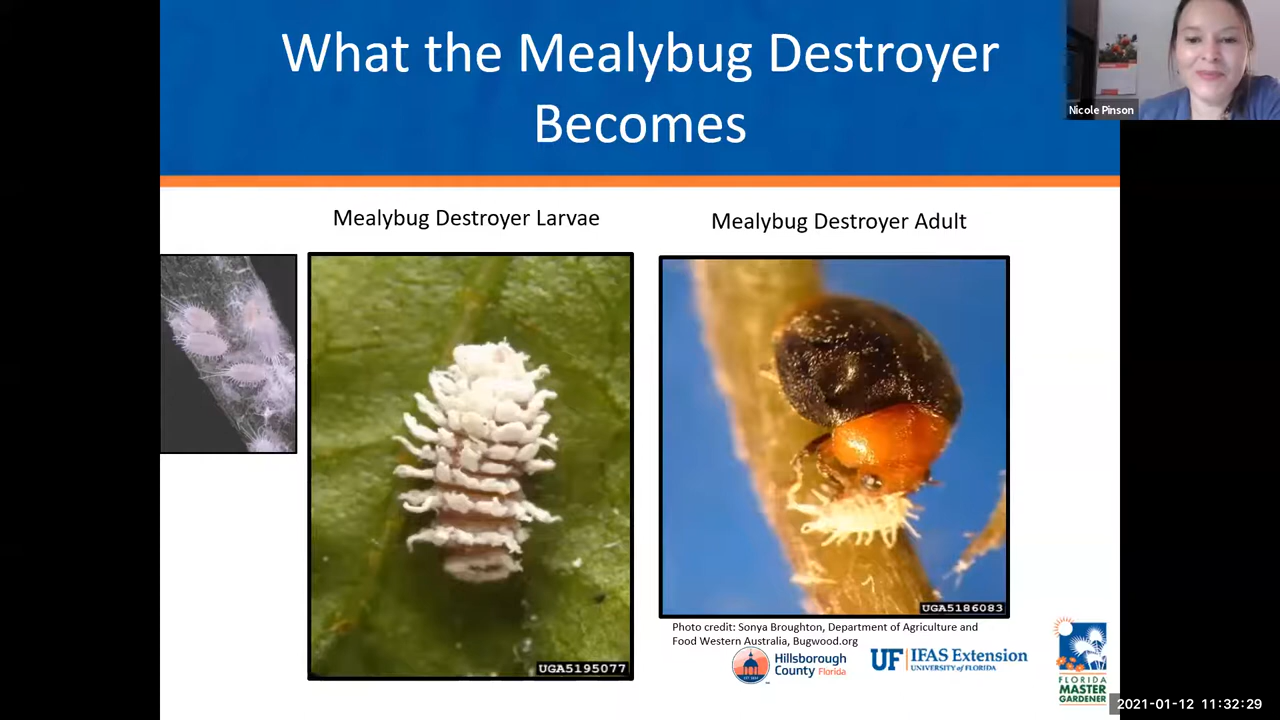 What the Mealybug Destroyer
Becomes
Nicole Pinson
Mealybug Destroyer Larvae
Mealybug Destroyer Adult
UGA5195077
UGA5186083
Photo credit: Sonya Broughton, Department of Agriculture and
Food Western Australia, Bugwood.org
Hillsborough
County Florida
UF IFAS Extension
UNIVERSITY of FLORIDA
FLORIDA
MASTER
GARDENER
2021-01-12 11:32:29